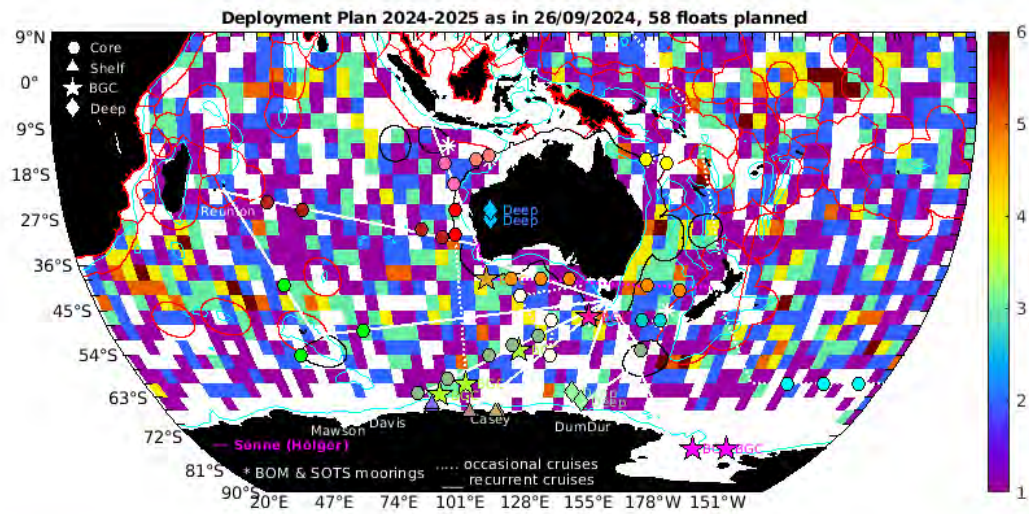 Deployment Plan 2024-2025 as in 26/09/2024, 58 floats planned
9°N
0°
9°S
18°S
27°S
36°S
45°S
54°S
63°S
72°S
81°S
90°S
Core
Shelf
BGC
Deep
Reunion
Deep
Deep
BGC
Deep
Mawson
Davis
Casey
DumDur
BGC
Sonne (Holger)
* BOM & SOTS moorings
occasional cruises
recurrent cruises
20°E
47°E
74°E
101°E
128°E
155°E
178°W
151°W
6
5
4
3
2
1